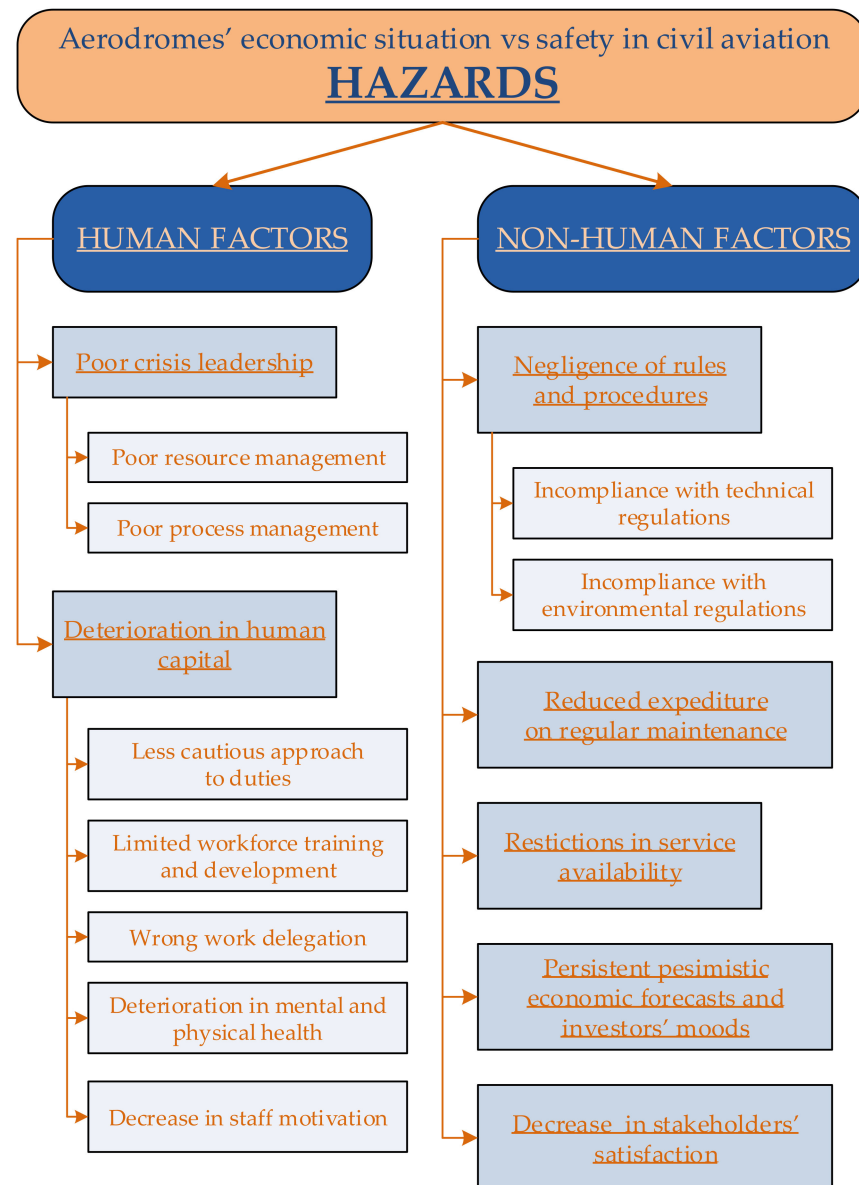 Aerodromes’ economic situation vs safety in civil aviation
HAZARDS
HUMAN FACTORS
Poor crisis leadership
Poor resource management
Poor process management
Deterioration in human
capital
Less cautious approach
to duties
Limited workforce training
and development
Wrong work delegation
Deterioration in mental and
physical health
Decrease in staff motivation
NON-HUMAN FACTORS
Negligence of rules
and procedures
Incompliance with technical
regulations
Incompliance with
environmental regulations
Reduced expediture
on regular maintenance
Restictions in service
availability
Persistent pesimistic
economic forecasts and
investors’ moods
Decrease in stakeholders’
satisfaction